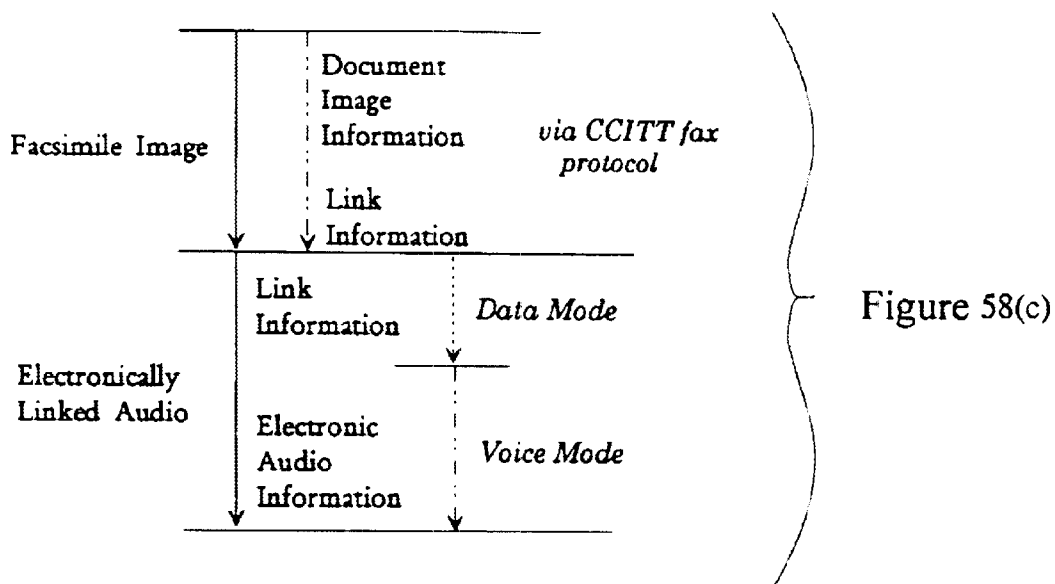 Document
Image
Information
Facsimile Image
via CCITT fax
protocol
Link
Information
Link
Information
Data Mode
Figure 58(c)
Electronically
Linked Audio
Electronic
Audio
Information
Voice Mode